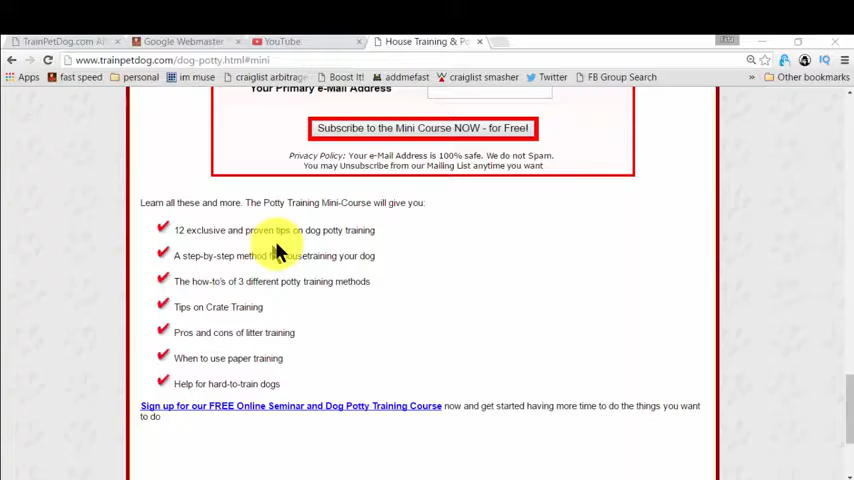 TrainPetDog.com Af
Google Webmaster
YouTube
House Training & Po
www.trainpetdog.com/dog-potty.html#mini
Apps
fast speed
personal
im muse
craiglist arbitrage
Boost It!
addmefast
craiglist smasher
Twitter
FB Group Search
» Other bookmarks
Your Primary e-Mail Address
Subscribe to the Mini Course NOW - for Free!
Privacy Policy: Your e-Mail Address is 100% safe. We do not Spam.
You may Unsubscribe from our Mailing List anytime you want
Learn all these and more. The Potty Training Mini-Course will give you:
12 exclusive and proven tips on dog potty training
A step-by-step method housetraining your dog
The how-to's of 3 different potty training methods
Tips on Crate Training
Pros and cons of litter training
When to use paper training
Help for hard-to-train dogs
Sign up for our FREE Online Seminar and Dog Potty Training Course now and get started having more time to do the things you want
to do